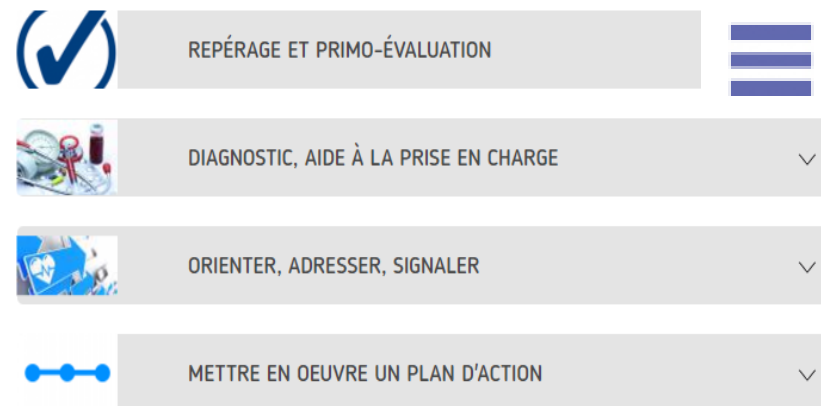 REPÉRAGE ET PRIMO-ÉVALUATION
DIAGNOSTIC, AIDE À LA PRISE EN CHARGE
ORIENTER, ADRESSER, SIGNALER
METTRE EN OEUVRE UN PLAN D'ACTION